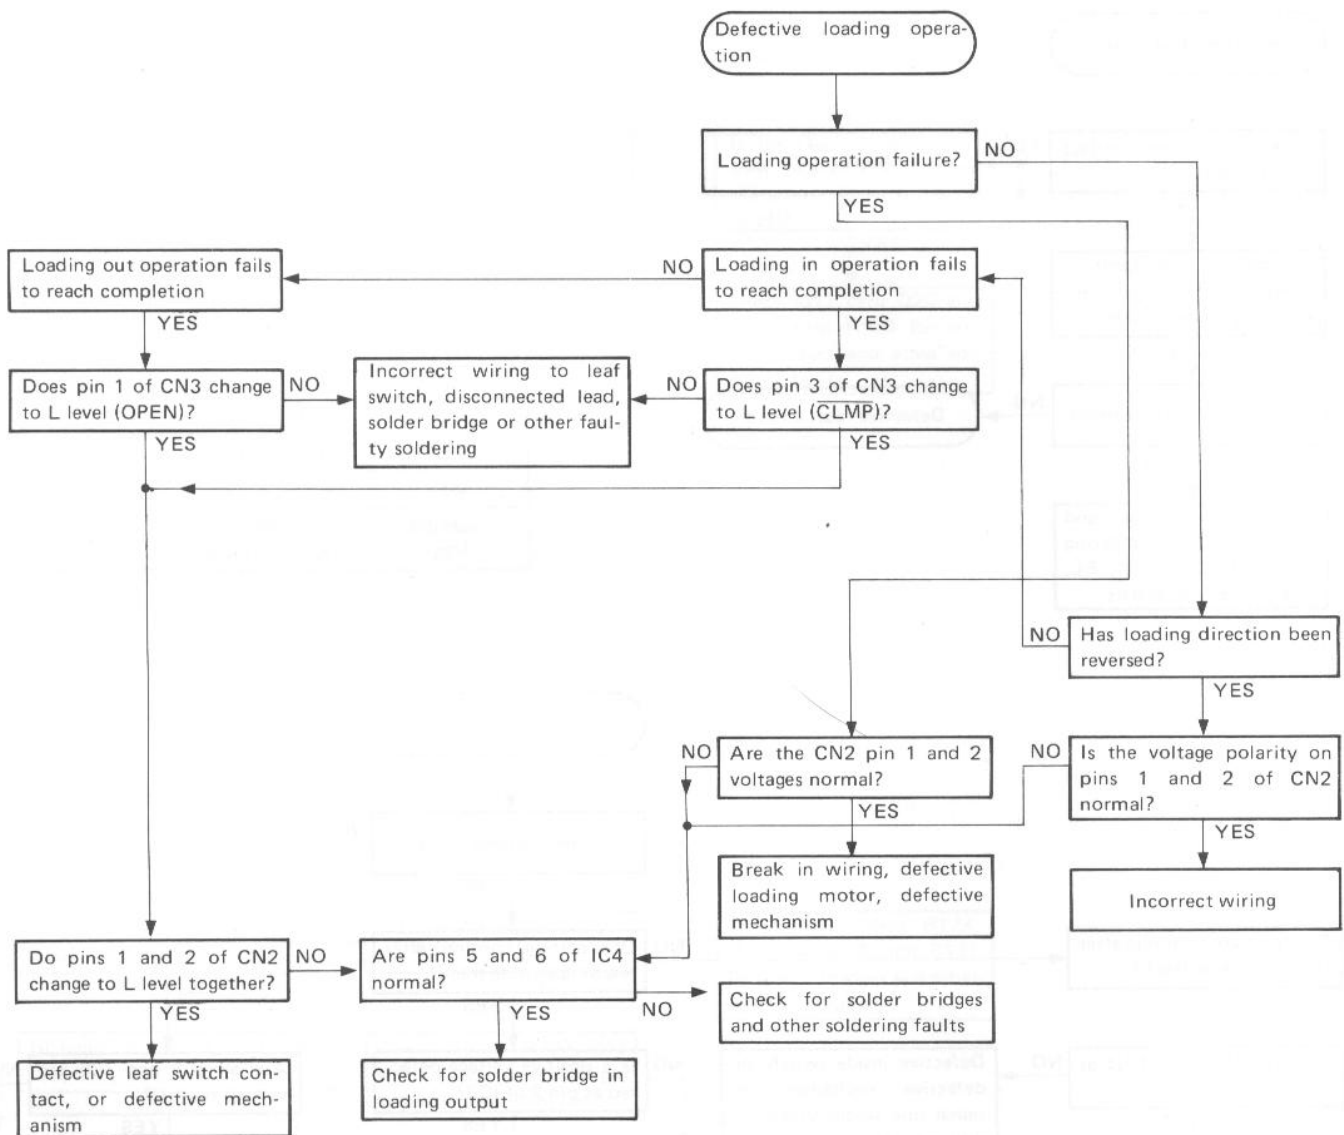 Defective loading opera-
tion
Loading operation failure?
NO
YES
Loading out operation fails
to reach completion
NO
Loading in operation fails
to reach completion
YES
YES
Does pin 1 of CN3 change
to L level (OPEN)?
NO
Incorrect wiring to leaf
switch, disconnected lead,
solder bridge or other faul-
ty soldering
NO
Does pin 3 of CN3 change
to L level (CLMP)?
YES
YES
NO
Has loading direction been
reversed?
YES
NO
Are the CN2 pin 1 and 2
voltages normal?
NO
Is the voltage polarity on
pins 1 and 2 of CN2
normal?
YES
YES
Break in wiring, defective
loading motor, defective
mechanism
Incorrect wiring
Do pins 1 and 2 of CN2
change to L level together?
NO
Are pins 5 and 6 of IC4
normal?
NO
Check for solder bridges
and other soldering faults
YES
YES
Defective leaf switch con-
tact, or defective mech-
anism
Check for solder bridge in
loading output